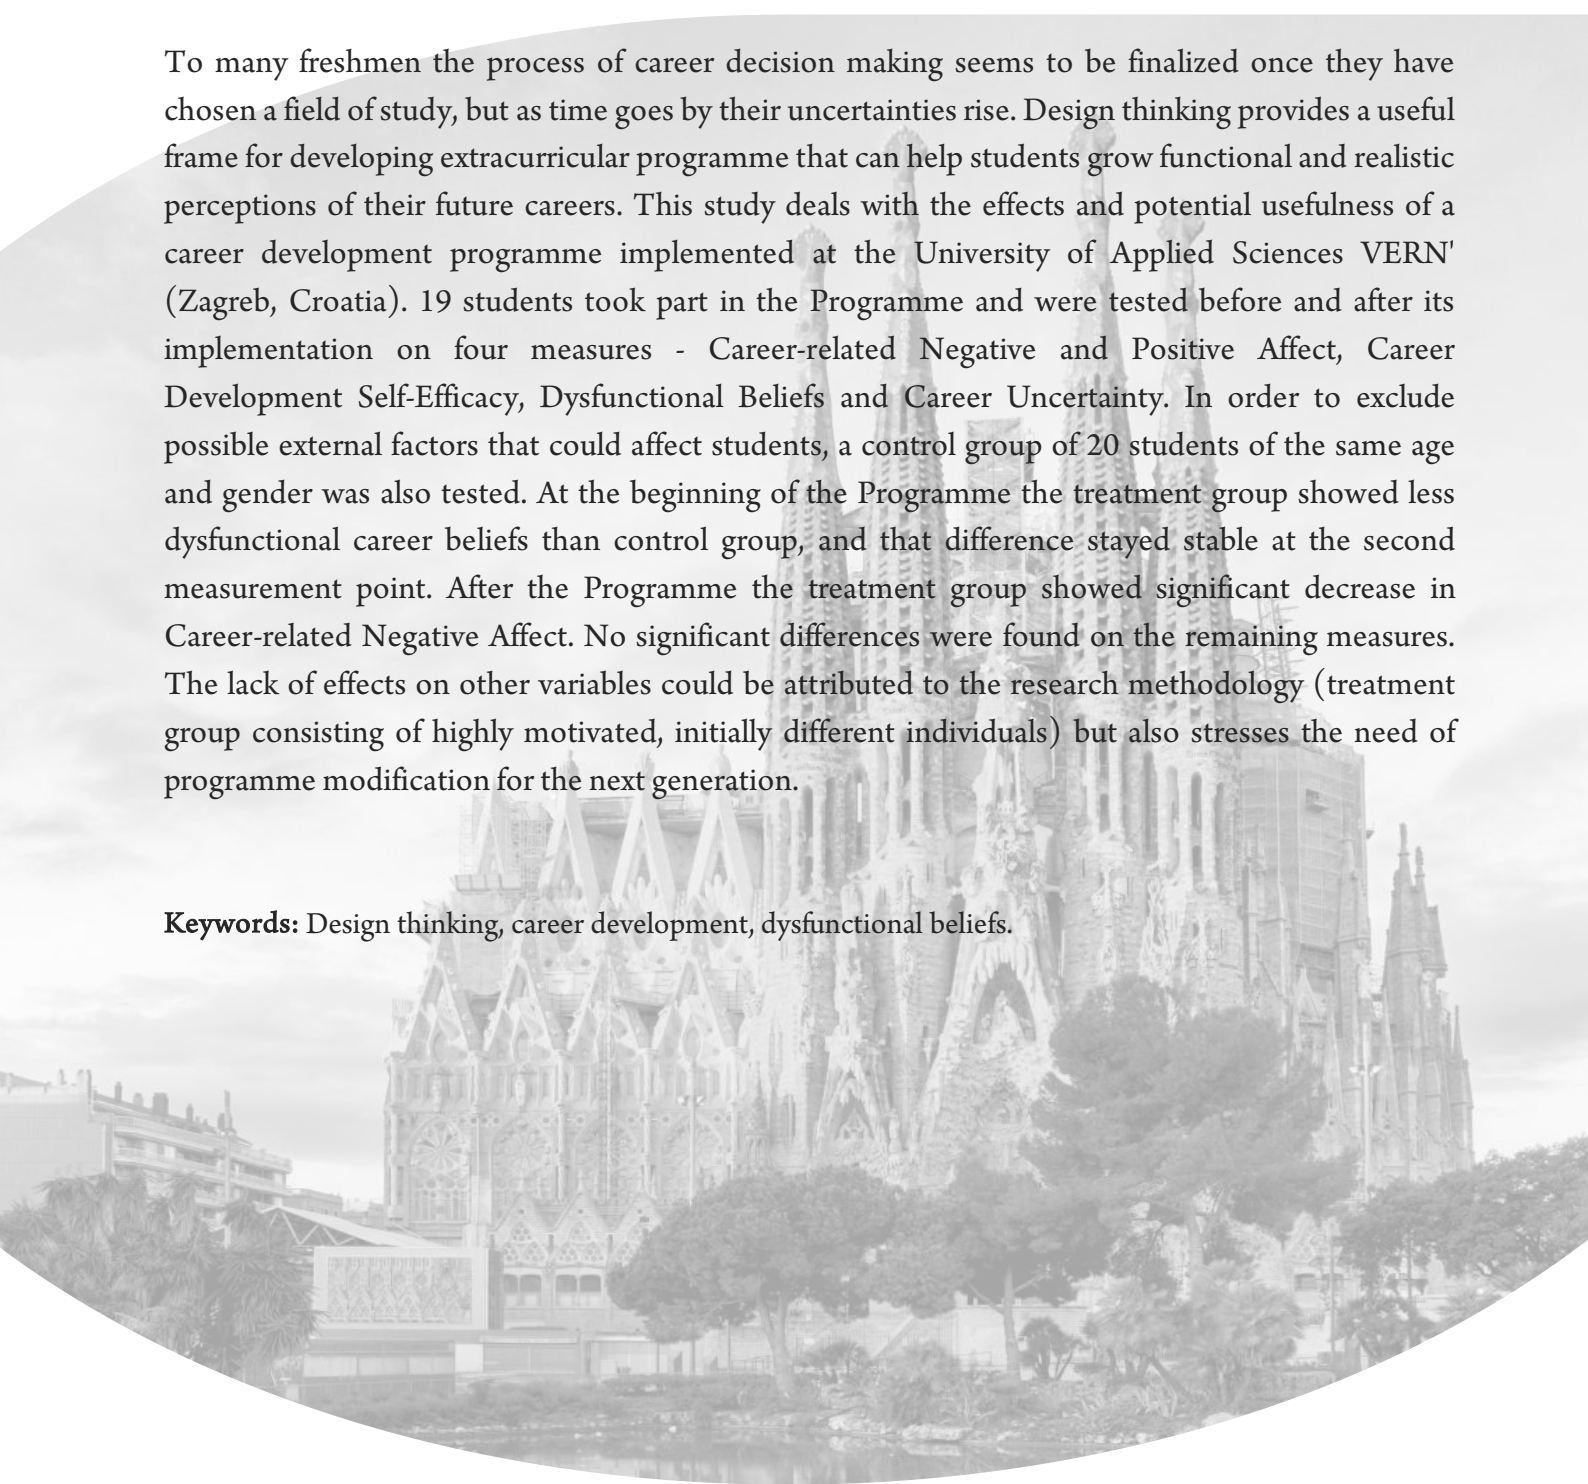 To many freshmen the process of career decision making seems to be finalized once they have
chosen a field of study, but as time goes by their uncertainties rise. Design thinking provides a useful
frame for developing extracurricular programme that can help students grow functional and realistic
perceptions of their future careers. This study deals with the effects and potential usefulness of a
career development programme implemented at the University of Applied Sciences VERN'
(Zagreb, Croatia). 19 students took part in the Programme and were tested before and after its
implementation on four measures - Career-related Negative and Positive Affect, Career
Development Self-Efficacy, Dysfunctional Beliefs and Career Uncertainty. In order to exclude
possible external factors that could affect students, a control group of 20 students of the same age
and gender was also tested. At the beginning of the Programme the treatment group showed less
dysfunctional career beliefs than control group, and that difference stayed stable at the second
measurement point. After the Programme the treatment group showed significant decrease in
Career-related Negative Affect. No significant differences were found on the remaining measures.
The lack of effects on other variables could be attributed to the research methodology (treatment
group consisting of highly motivated, initially different individuals) but also stresses the need of
programme modification for the next generation.
Keywords: Design thinking, career development, dysfunctional beliefs.